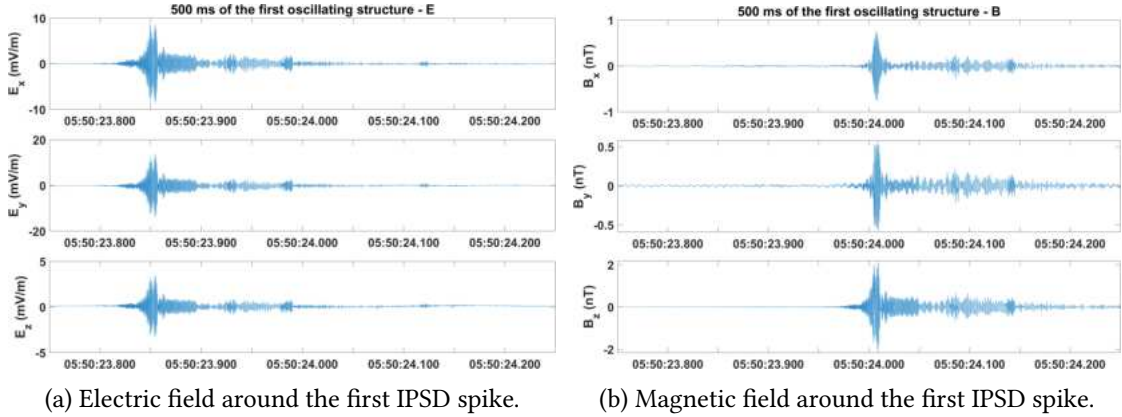 500 ms of the first oscillating structure - E
10
0
-10
E_x (mV/m)
05:50:23.800 05:50:23.900 05:50:24.000 05:50:24.100 05:50:24.200
20
0
-20
E_y (mV/m)
05:50:23.800 05:50:23.900 05:50:24.000 05:50:24.100 05:50:24.200
5
0
-5
E_z (mV/m)
05:50:23.800 05:50:23.900 05:50:24.000 05:50:24.100 05:50:24.200
(a) Electric field around the first IPSD spike.
500 ms of the first oscillating structure - B
1
0
-1
B_x (nT)
05:50:23.800 05:50:23.900 05:50:24.000 05:50:24.100 05:50:24.200
0.5
0
-0.5
B_y (nT)
05:50:23.800 05:50:23.900 05:50:24.000 05:50:24.100 05:50:24.200
2
0
-2
B_z (nT)
05:50:23.800 05:50:23.900 05:50:24.000 05:50:24.100 05:50:24.200
(b) Magnetic field around the first IPSD spike.